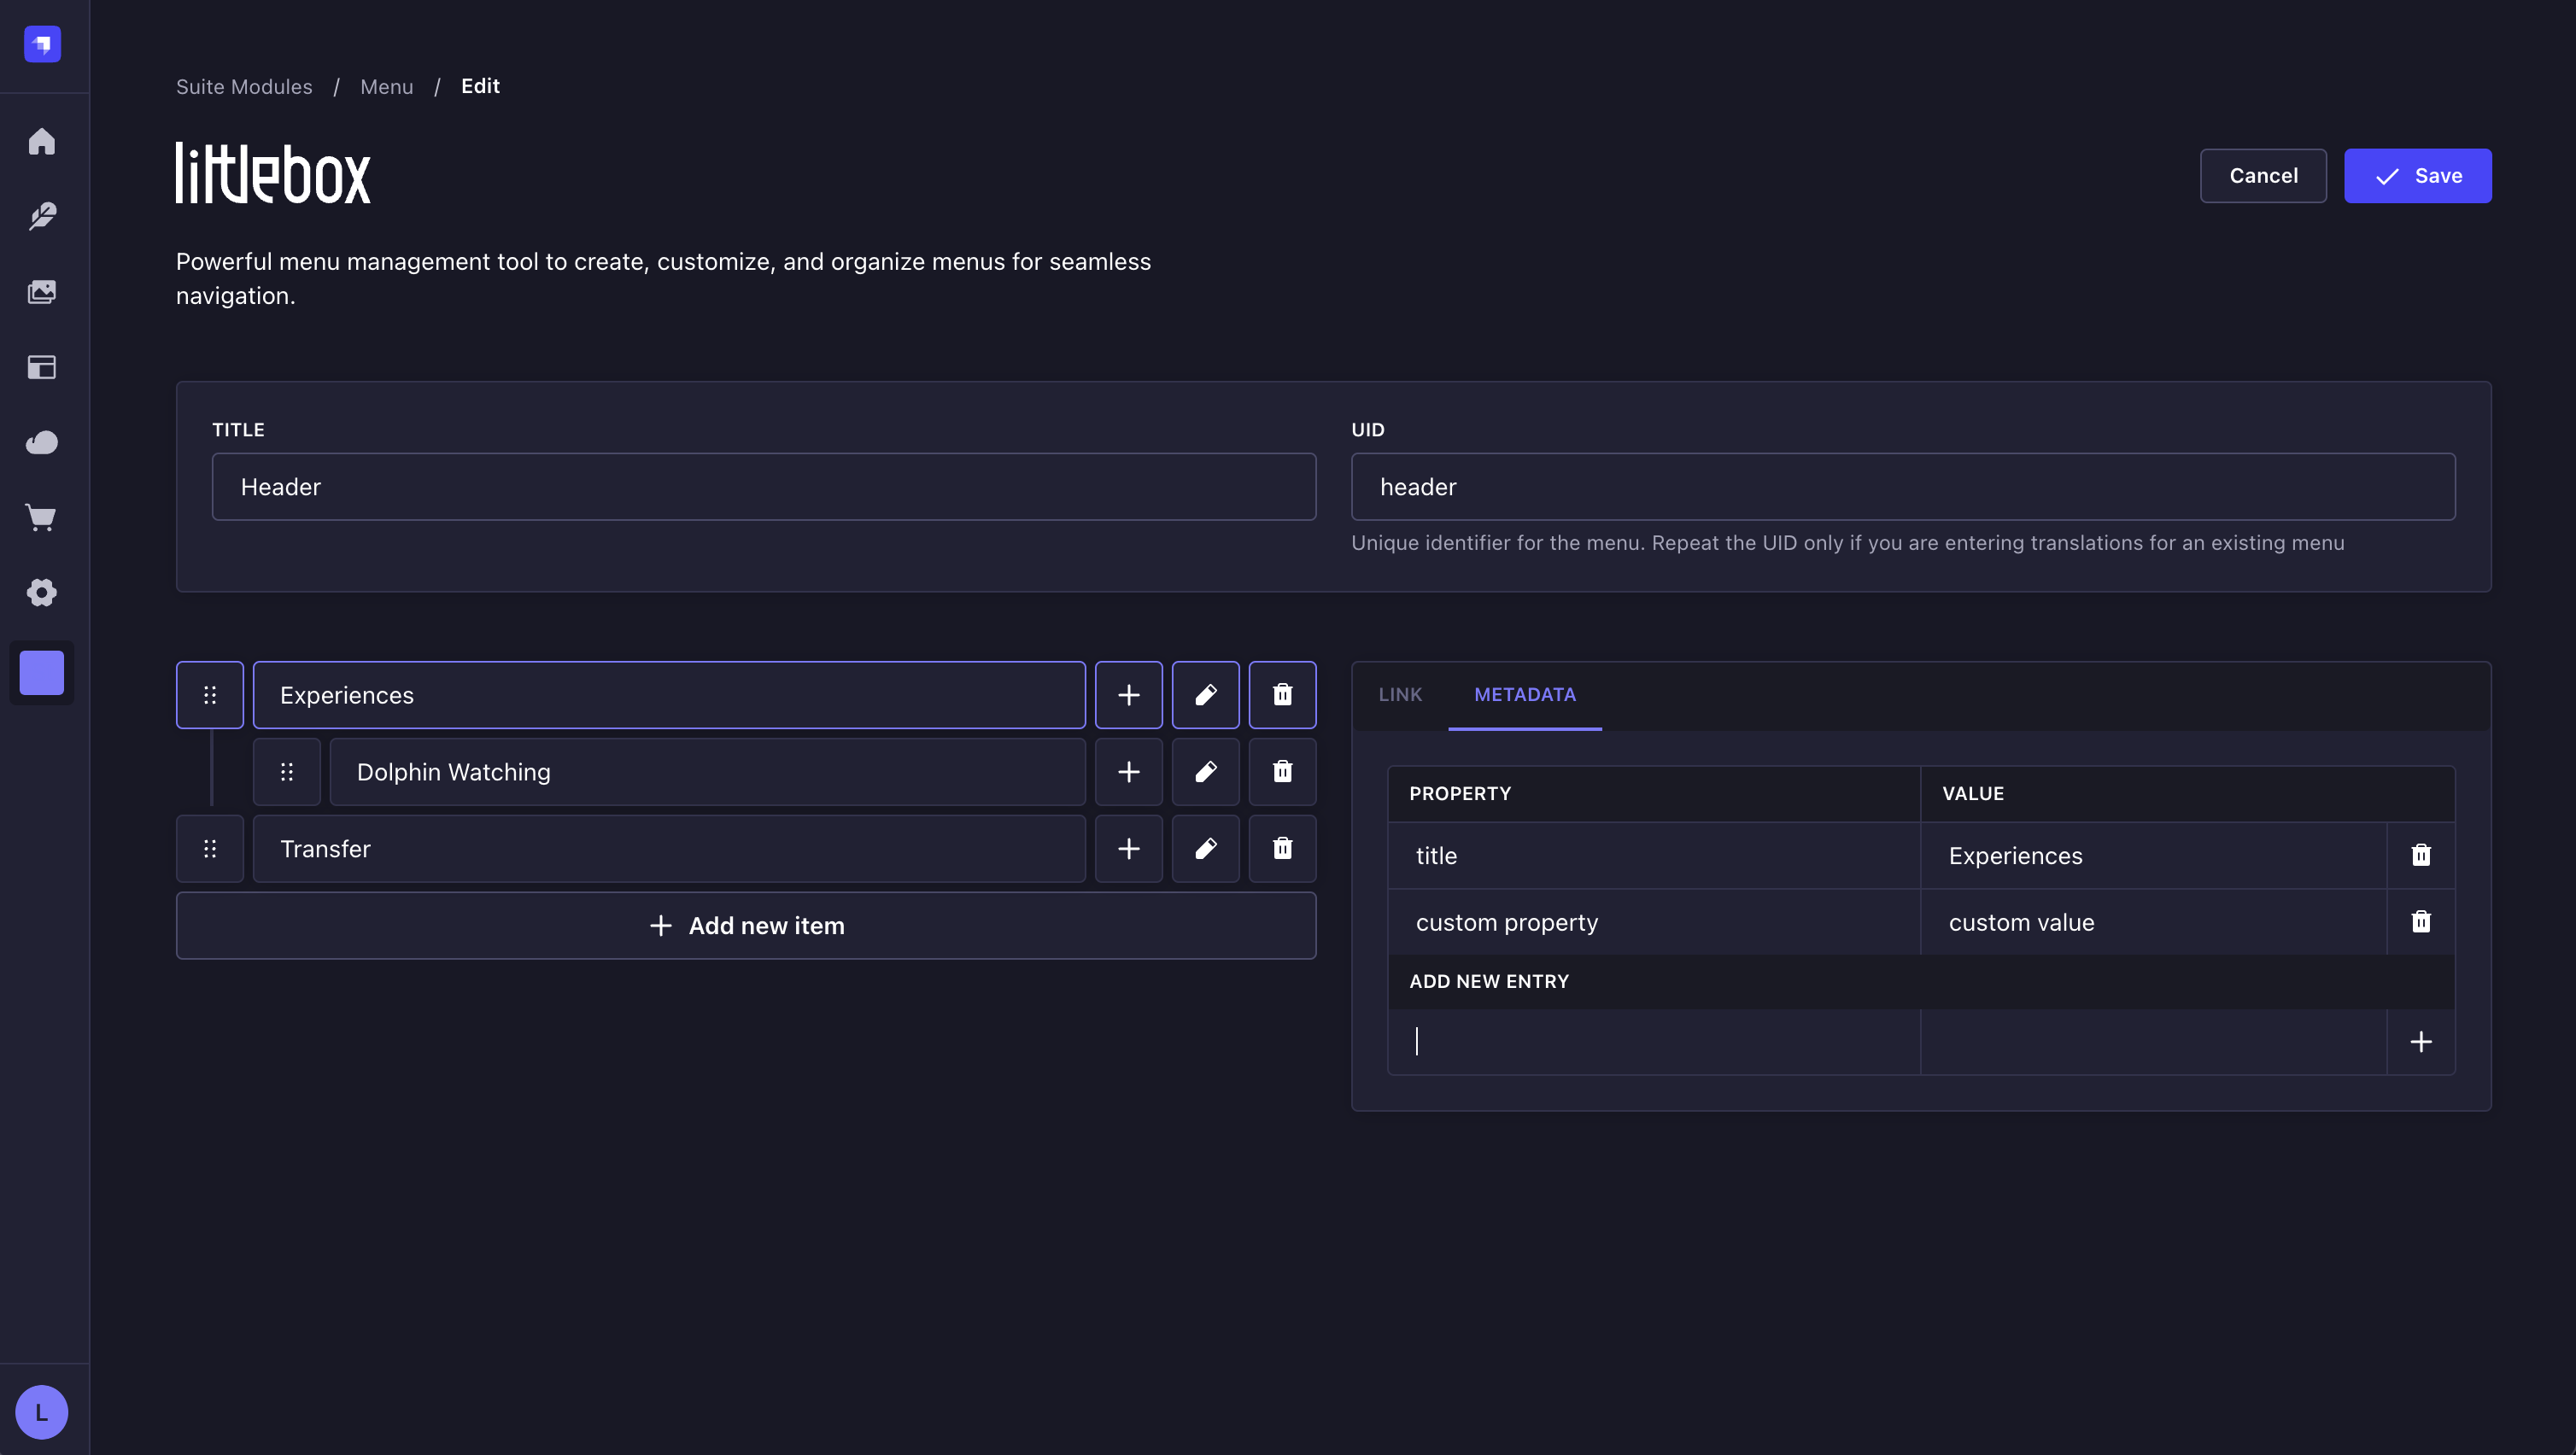 Suite Modules / Menu / Edit
littlebox
Cancel
Save
Powerful menu management tool to create, customize, and organize menus for seamless
navigation.
TITLE
Header
UID
header
Unique identifier for the menu. Repeat the UID only if you are entering translations for an existing menu
Experiences
Dolphin Watching
Transfer
Add new item
LINK
METADATA
PROPERTY VALUE
title Experiences
custom property custom value
ADD NEW ENTRY
L